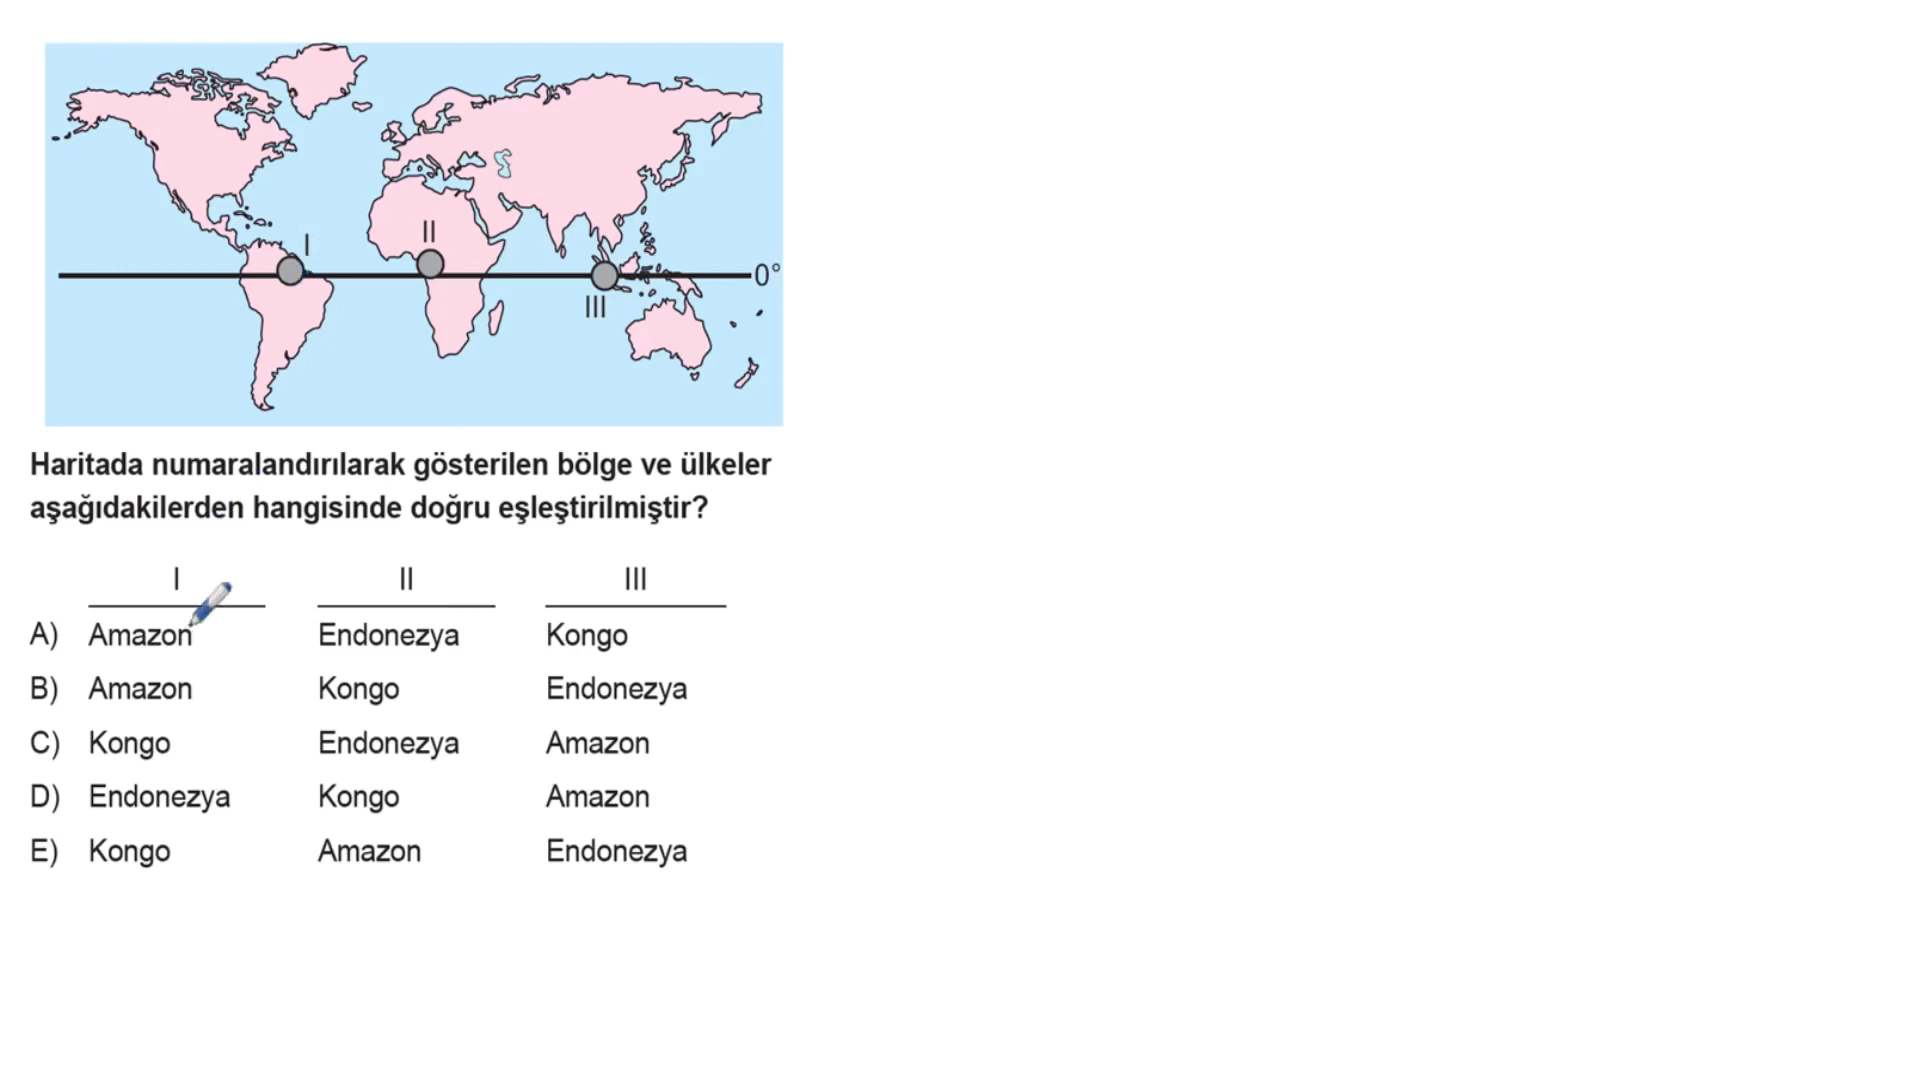 I
II
0°
III
Haritada numaralandırılarak gösterilen bölge ve ülkeler
aşağıdakilerden hangisinde doğru eşleştirilmiştir?
I II III
A) Amazon Endonezya Kongo
B) Amazon Kongo Endonezya
C) Kongo Endonezya Amazon
D) Endonezya Kongo Amazon
E) Kongo Amazon Endonezya